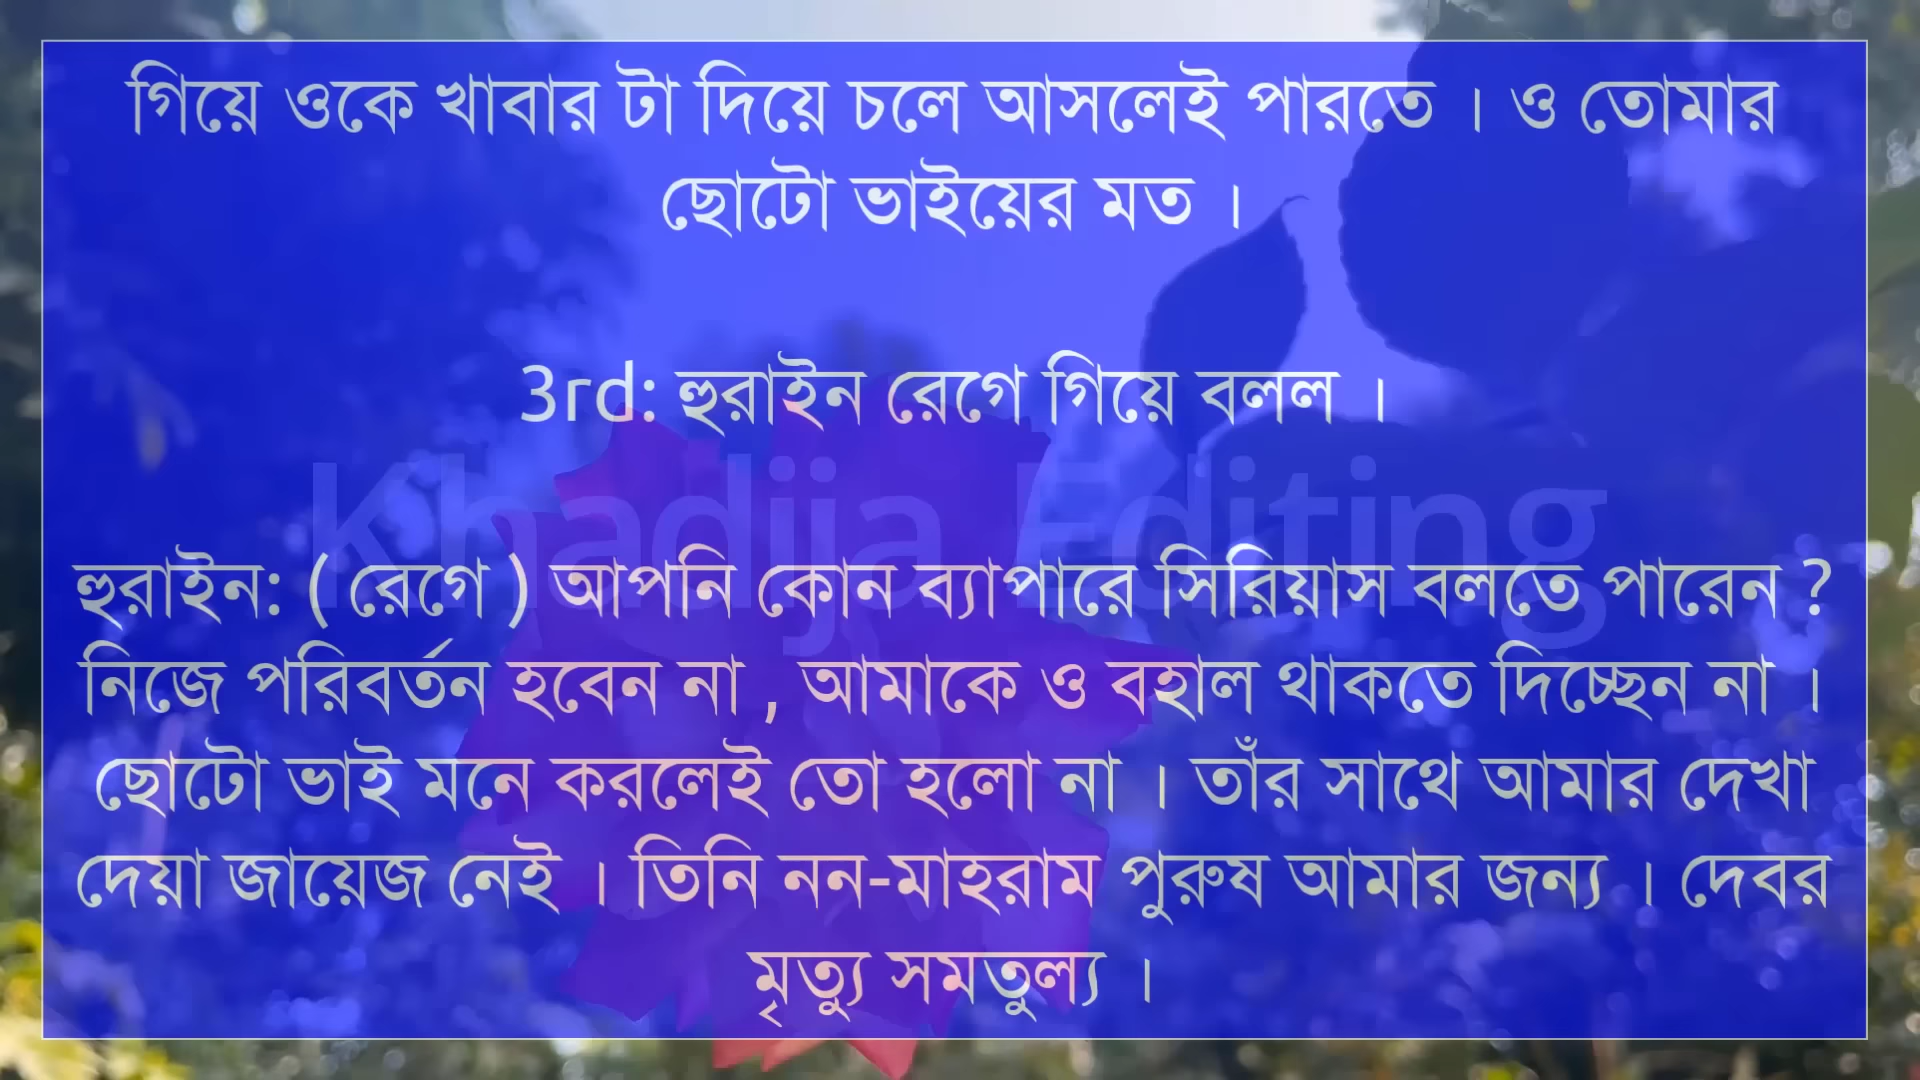 গিয়ে ওকে খাবার টা দিয়ে চলে আসলেই পারতে । ও তোমার
ছোটো ভাইয়ের মত ।
3rd: হুরাইন রেগে গিয়ে বলল ।
Khadija Editing
হুরাইন: ( রেগে ) আপনি কোন ব্যাপারে সিরিয়াস বলতে পারেন ?
নিজে পরিবর্তন হবেন না , আমাকে ও বহাল থাকতে দিচ্ছেন না ।
ছোটো ভাই মনে করলেই তো হলো না । তাঁর সাথে আমার দেখা
দেয়া জায়েজ নেই । তিনি নন-মাহরাম পুরুষ আমার জন্য । দেবর
মৃত্যু সমতুল্য ।